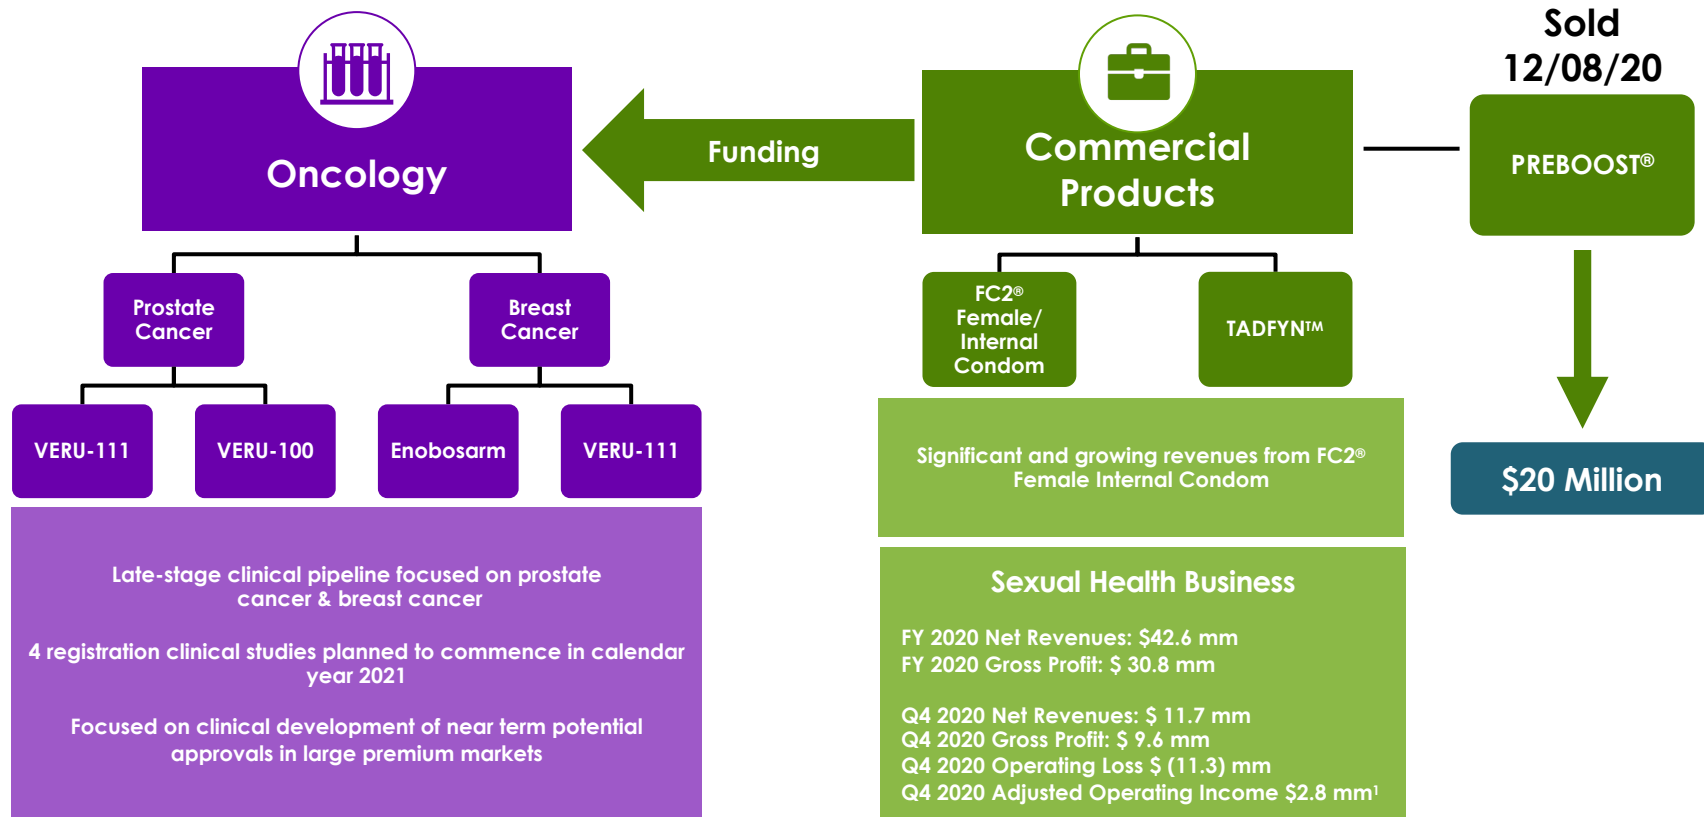 Oncology
Funding
Commercial
Products
Sold
12/08/20
PREBOOST®
Prostate
Cancer
Breast
Cancer
FC2®
Female/
Internal
Condom
TADFYN™
VERU-111
VERU-100
Enobosarm
VERU-111
Significant and growing revenues from FC2®
Female Internal Condom
$20 Million
Late-stage clinical pipeline focused on prostate
cancer & breast cancer
4 registration clinical studies planned to commence in calendar
year 2021
Focused on clinical development of near term potential
approvals in large premium markets
Sexual Health Business
FY 2020 Net Revenues: $42.6 mm
FY 2020 Gross Profit: $ 30.8 mm
Q4 2020 Net Revenues: $ 11.7 mm
Q4 2020 Gross Profit: $ 9.6 mm
Q4 2020 Operating Loss $ (11.3) mm
Q4 2020 Adjusted Operating Income $2.8 mm¹